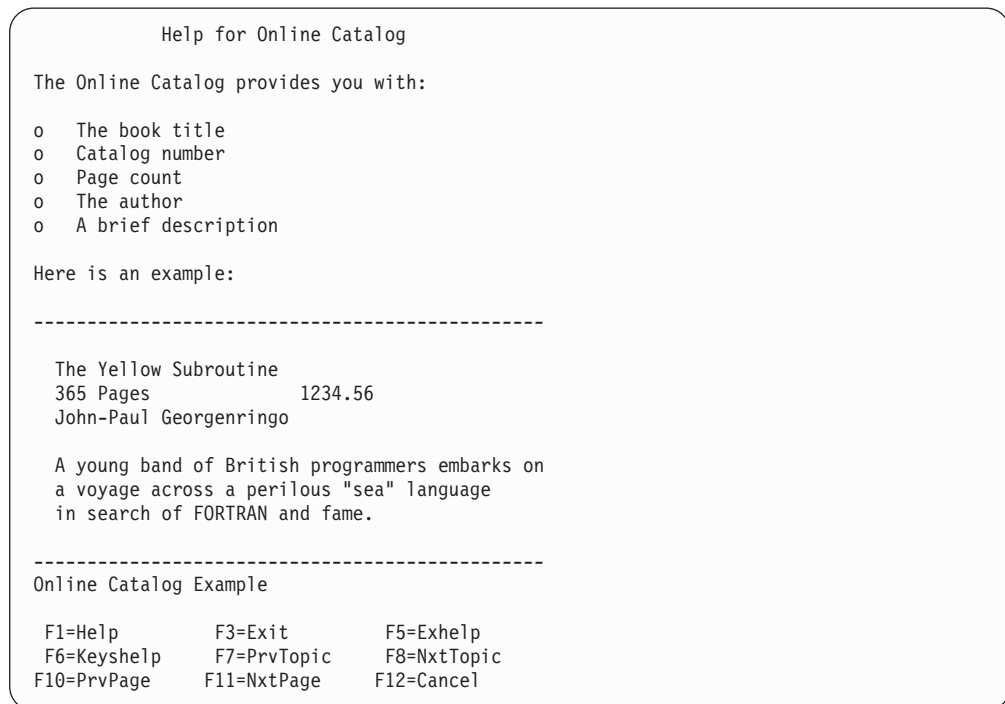 Help for Online Catalog
The Online Catalog provides you with:
o The book title
o Catalog number
o Page count
o The author
o A brief description
Here is an example:
------------------------------------------------
The Yellow Subroutine
365 Pages 1234.56
John-Paul Georgenringo
A young band of British programmers embarks on
a voyage across a perilous "sea" language
in search of FORTRAN and fame.
------------------------------------------------
Online Catalog Example
F1=Help F3=Exit F5=Exhelp
F6=Keyshelp F7=PrvTopic F8=NxtTopic
F10=PrvPage F11=NxtPage F12=Cancel